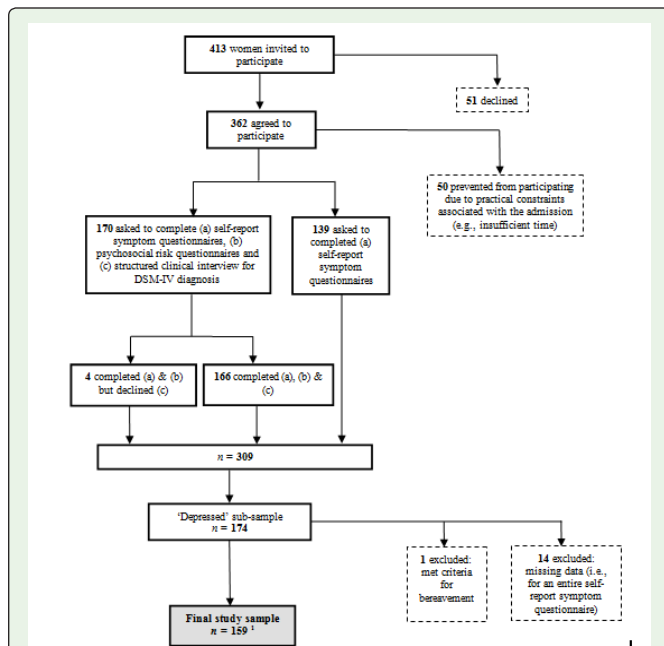 413 women invited to
participate
51 declined
362 agreed to
participate
50 prevented from participating
due to practical constraints
associated with the admission
(e.g., insufficient time)
170 asked to complete (a) self-report
symptom questionnaires, (b)
psychosocial risk questionnaires and
(c) structured clinical interview for
DSM-IV diagnosis
139 asked to
completed (a)
self-report
symptom
questionnaires
4 completed (a) & (b)
but declined (c)
166 completed (a), (b) &
(c)
n = 309
'Depressed' sub-sample
n = 174
1 excluded:
met criteria
for
bereavement
14 excluded:
missing data (i.e.,
for an entire self-
report symptom
questionnaire)
Final study sample
n = 159 ¹